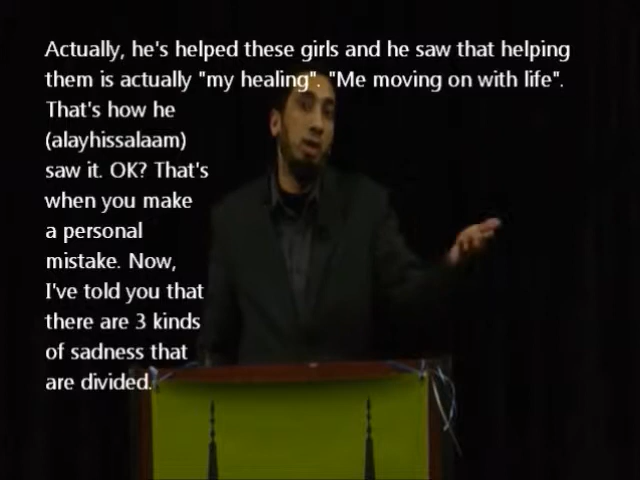 Actually, he's helped these girls and he saw that helping
them is actually "my healing". "Me moving on with life".
That's how he
(alayhissalaam)
saw it. OK? That's
when you make
a personal
mistake. Now,
I've told you that
there are 3 kinds
of sadness that
are divided.